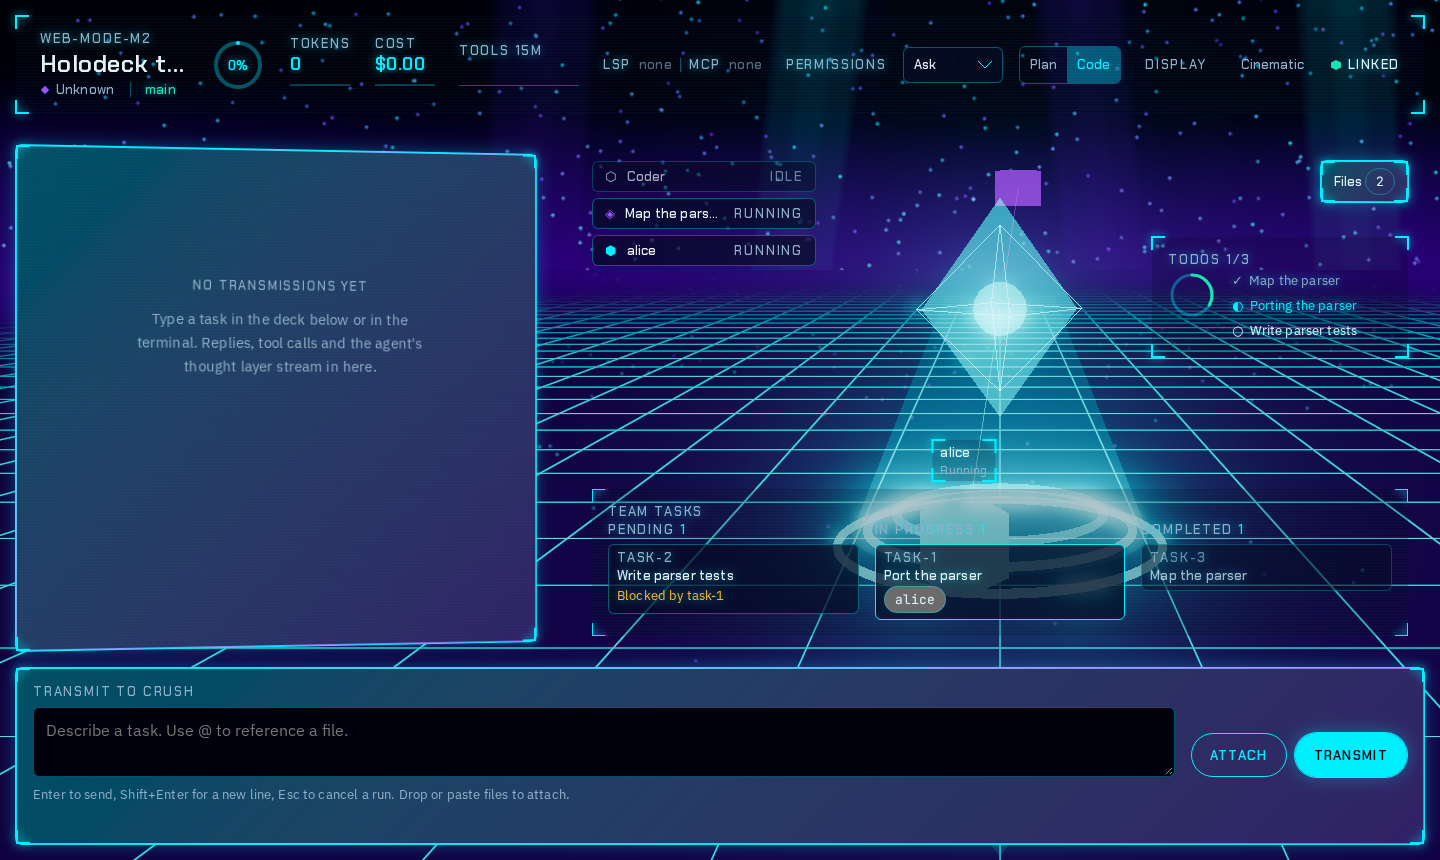 WEB-MODE-M2
Holodeck t...
Unknown main
0%
TOKENS
0
COST
$0.00
TOOLS 15M
LSP none MCP none
PERMISSIONS
Ask
Plan Code
DISPLAY
Cinematic
LINKED
NO TRANSMISSIONS YET
Type a task in the deck below or in the
terminal. Replies, tool calls and the agent's
thought layer stream in here.
Coder IDLE
Map the pars... RUNNING
alice RUNNING
Files 2
TODOS 1/3
✓ Map the parser
Porting the parser
Write parser tests
alice
Running
TEAM TASKS
PENDING 1
TASK-2
Write parser tests
Blocked by task-1
IN PROGRESS 1
TASK-1
Port the parser
alice
COMPLETED 1
TASK-3
Map the parser
TRANSMIT TO CRUSH
Describe a task. Use @ to reference a file.
ATTACH
TRANSMIT
Enter to send, Shift+Enter for a new line, Esc to cancel a run. Drop or paste files to attach.